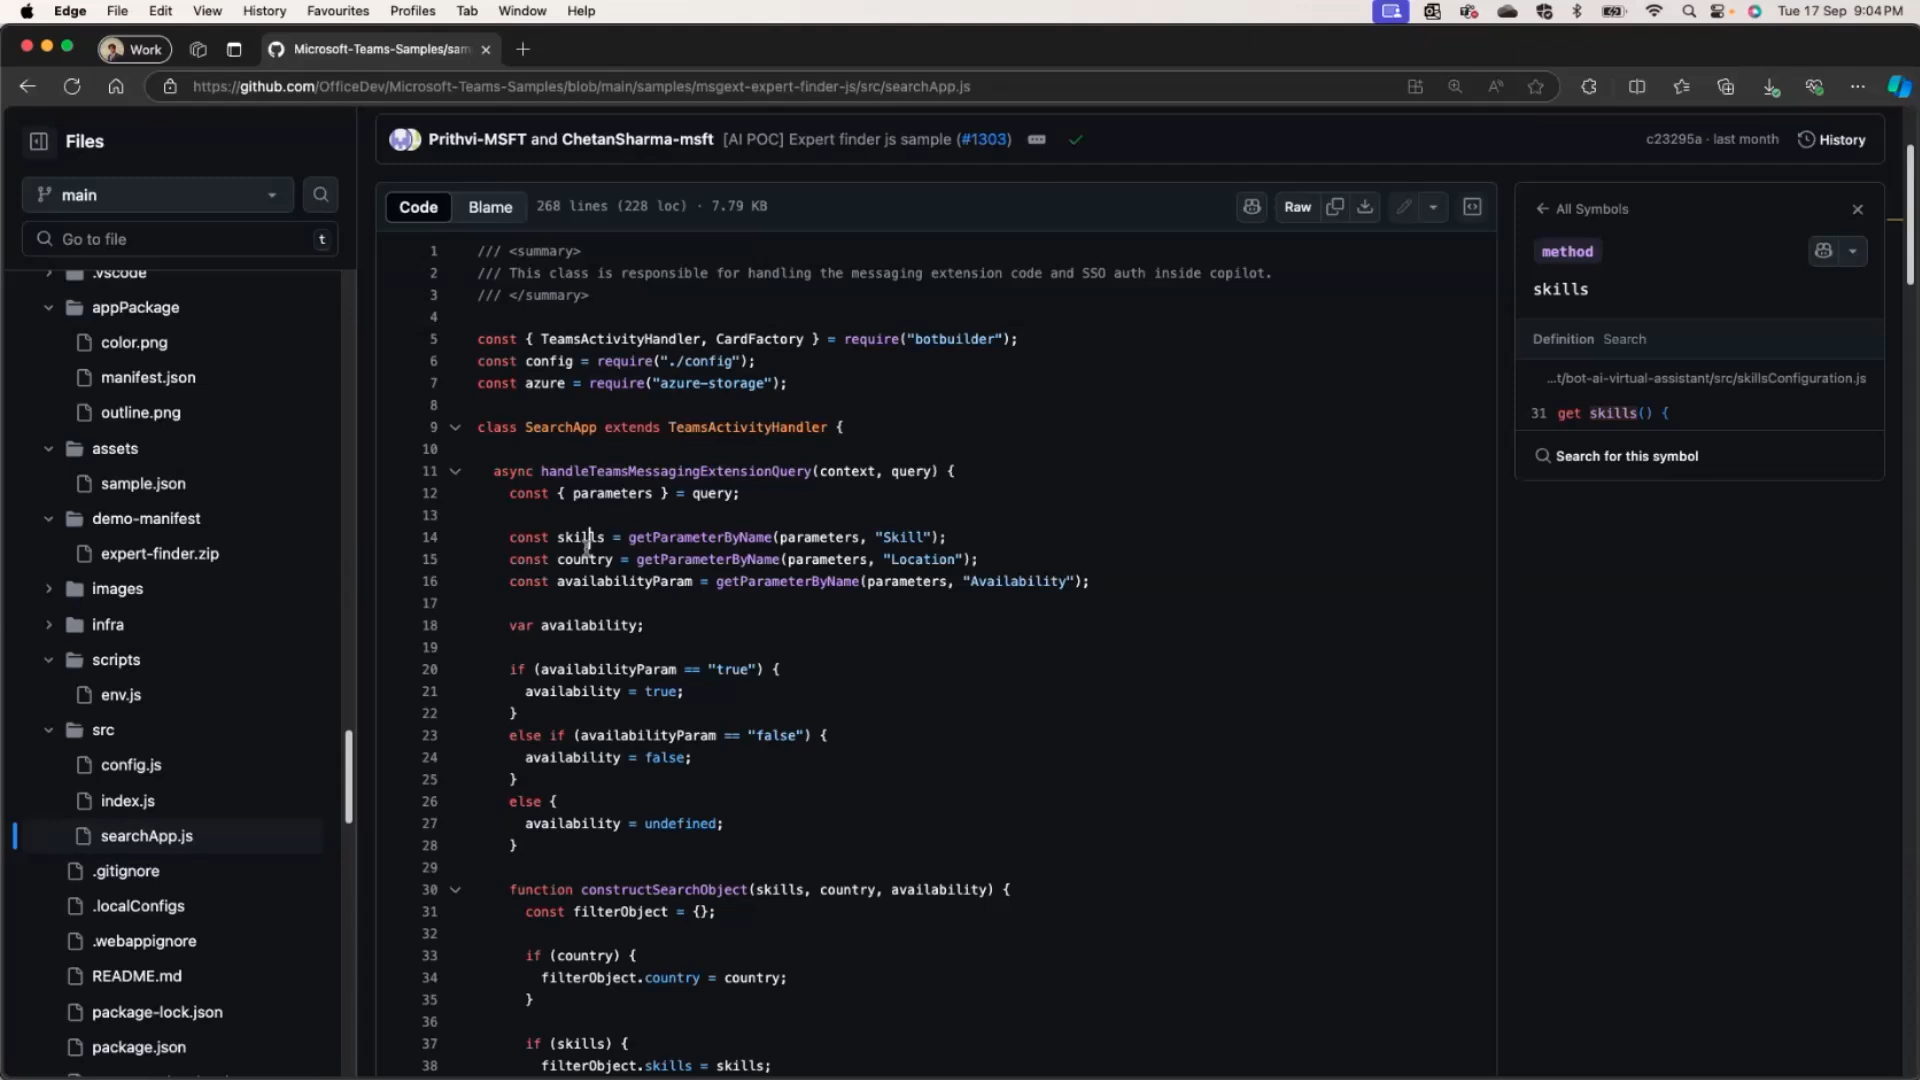 Edge File Edit View History Favourites Profiles Tab Window Help Tue 17 Sep 9:04 PM
Work Microsoft-Teams-Samples/sam
https://github.com/OfficeDev/Microsoft-Teams-Samples/blob/main/samples/msgext-expert-finder-js/src/searchApp.js
Files
main
Go to file t
.vscode
appPackage
color.png
manifest.json
outline.png
assets
sample.json
demo-manifest
expert-finder.zip
images
infra
scripts
env.js
src
config.js
index.js
searchApp.js
.gitignore
.localConfigs
.webappignore
README.md
package-lock.json
package.json
Prithvi-MSFT and ChetanSharma-msft [AI POC] Expert finder js sample (#1303) c23295a · last month History
Code Blame 268 lines (228 loc) · 7.79 KB Raw
1 /// <summary>
2 /// This class is responsible for handling the messaging extension code and SSO auth inside copilot.
3 /// </summary>
4
5 const { TeamsActivityHandler, CardFactory } = require("botbuilder");
6 const config = require("./config");
7 const azure = require("azure-storage");
8
9 class SearchApp extends TeamsActivityHandler {
10
11 async handleTeamsMessagingExtensionQuery(context, query) {
12 const { parameters } = query;
13
14 const skills = getParameterByName(parameters, "Skill");
15 const country = getParameterByName(parameters, "Location");
16 const availabilityParam = getParameterByName(parameters, "Availability");
17
18 var availability;
19
20 if (availabilityParam == "true") {
21 availability = true;
22 }
23 else if (availabilityParam == "false") {
24 availability = false;
25 }
26 else {
27 availability = undefined;
28 }
29
30 function constructSearchObject(skills, country, availability) {
31 const filterObject = {};
32
33 if (country) {
34 filterObject.country = country;
35 }
36
37 if (skills) {
38 filterObject.skills = skills;
All Symbols
method
skills
Definition Search
...t/bot-ai-virtual-assistant/src/skillsConfiguration.js
31 get skills() {
Search for this symbol